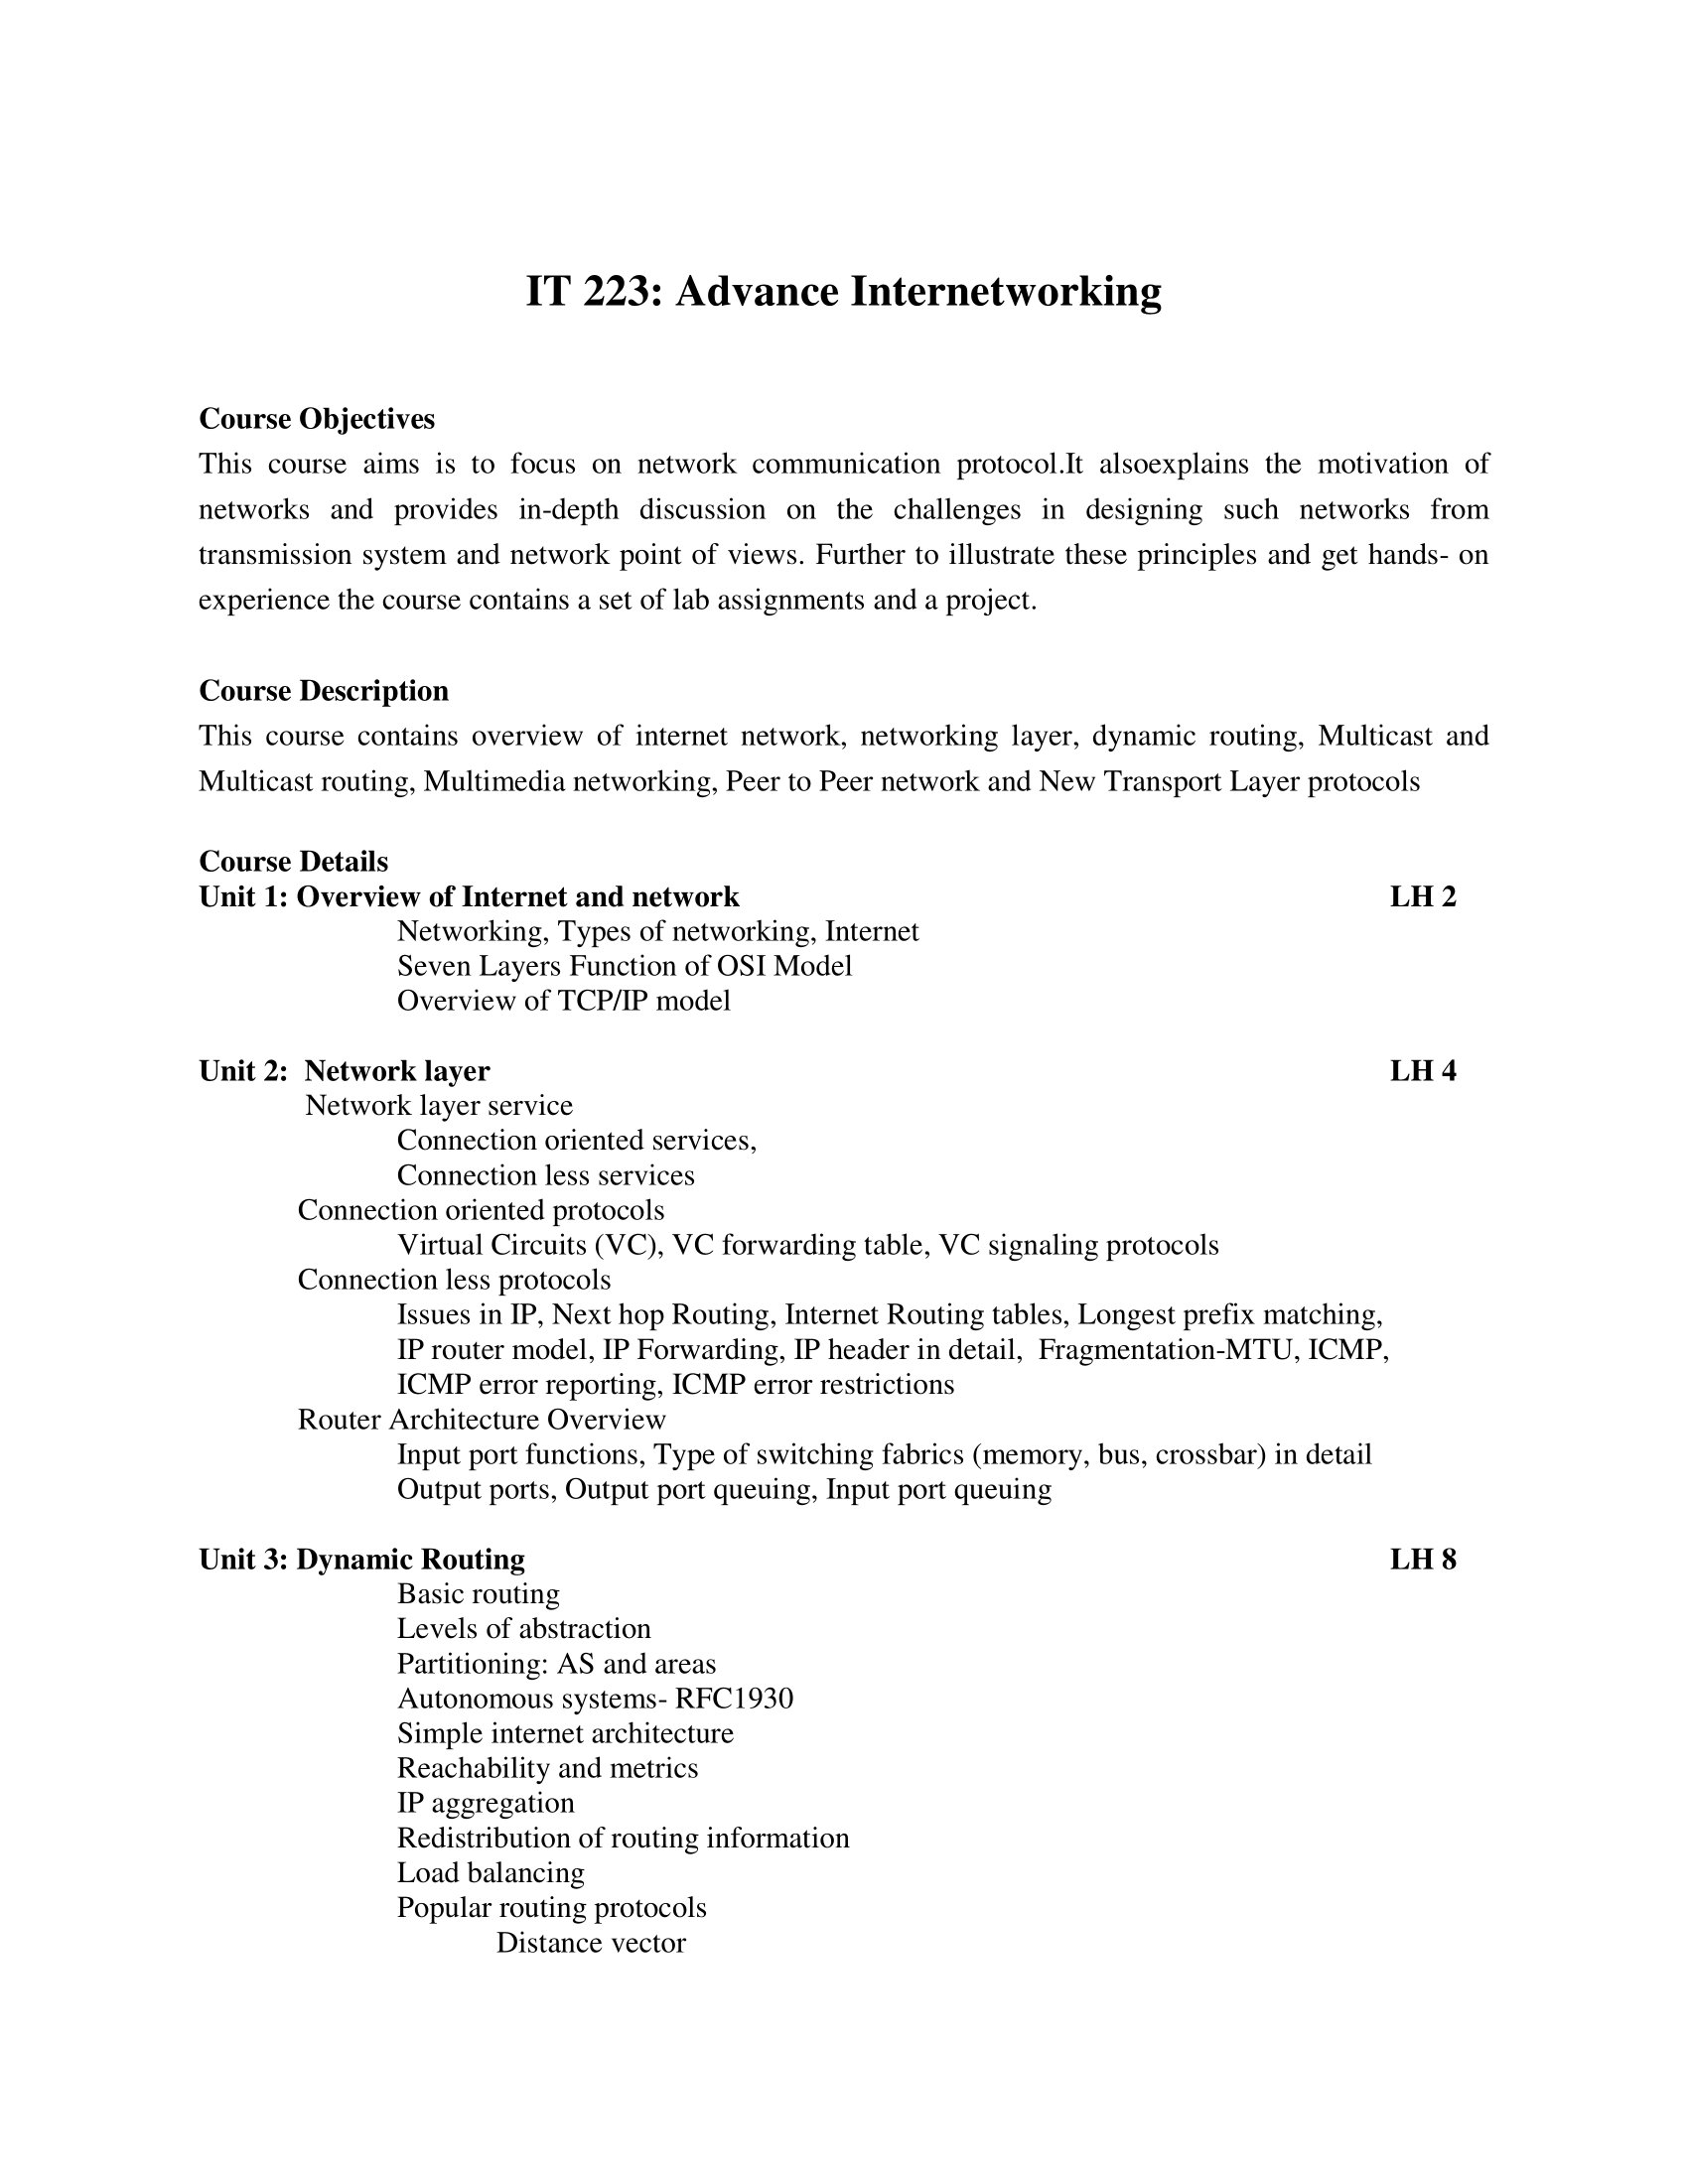 IT 223: Advance Internetworking
Course Objectives
This course aims is to focus on network communication protocol.It alsoexplains the motivation of
networks and provides in-depth discussion on the challenges in designing such networks from
transmission system and network point of views. Further to illustrate these principles and get hands- on
experience the course contains a set of lab assignments and a project.
Course Description
This course contains overview of internet network, networking layer, dynamic routing, Multicast and
Multicast routing, Multimedia networking, Peer to Peer network and New Transport Layer protocols
Course Details
Unit 1: Overview of Internet and network LH 2
Networking, Types of networking, Internet
Seven Layers Function of OSI Model
Overview of TCP/IP model
Unit 2:  Network layer LH 4
Network layer service
Connection oriented services,
Connection less services
Connection oriented protocols
Virtual Circuits (VC), VC forwarding table, VC signaling protocols
Connection less protocols
Issues in IP, Next hop Routing, Internet Routing tables, Longest prefix matching,
IP router model, IP Forwarding, IP header in detail,  Fragmentation-MTU, ICMP,
ICMP error reporting, ICMP error restrictions
Router Architecture Overview
Input port functions, Type of switching fabrics (memory, bus, crossbar) in detail
Output ports, Output port queuing, Input port queuing
Unit 3: Dynamic Routing LH 8
Basic routing
Levels of abstraction
Partitioning: AS and areas
Autonomous systems- RFC1930
Simple internet architecture
Reachability and metrics
IP aggregation
Redistribution of routing information
Load balancing
Popular routing protocols
Distance vector